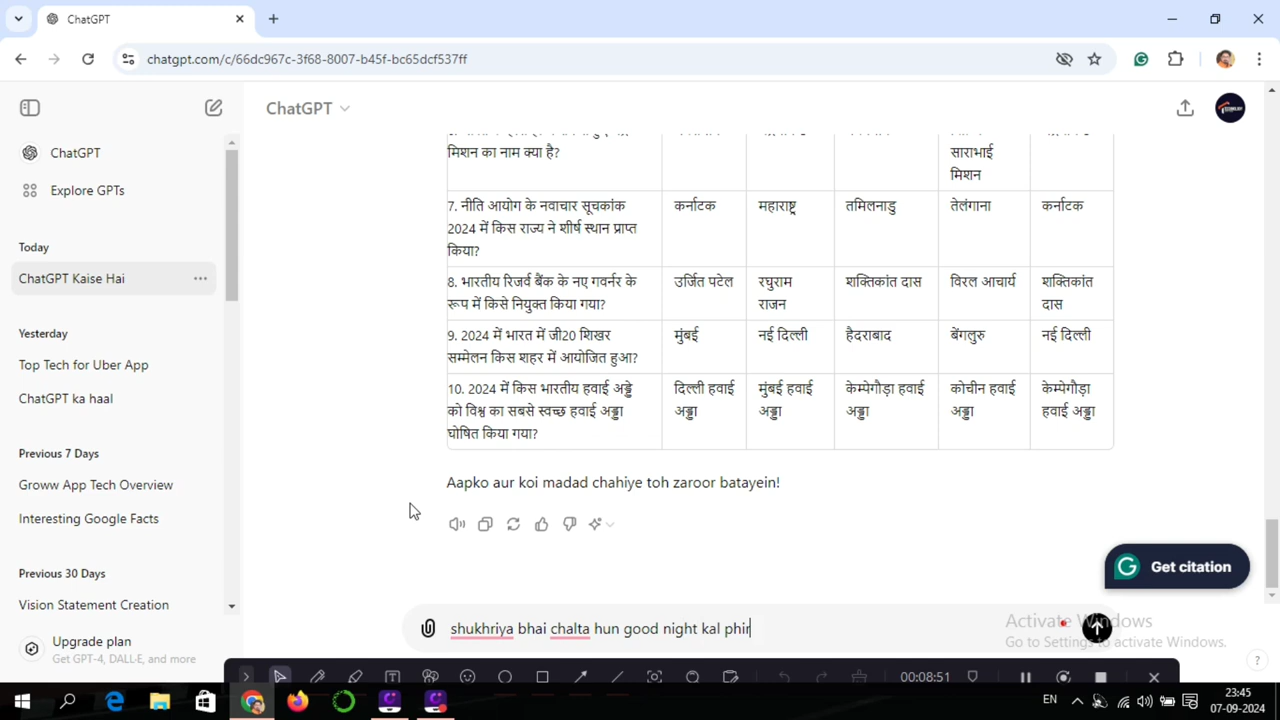 ChatGPT
chatgpt.com/c/66dc967c-3f68-8007-b45f-bc65dcf537ff
ChatGPT
Explore GPTs
Today
ChatGPT Kaise Hai
Yesterday
Top Tech for Uber App
ChatGPT ka haal
Previous 7 Days
Groww App Tech Overview
Interesting Google Facts
Previous 30 Days
Vision Statement Creation
Upgrade plan
Get GPT-4, DALL·E, and more
ChatGPT
मिशन का नाम क्या है?
साराभाई
मिशन
7. नीति आयोग के नवाचार सूचकांक
2024 में किस राज्य ने शीर्ष स्थान प्राप्त
किया?
कर्नाटक
महाराष्ट्र
तमिलनाडु
तेलंगाना
कर्नाटक
8. भारतीय रिजर्व बैंक के नए गवर्नर के
रूप में किसे नियुक्त किया गया?
उर्जित पटेल
रघुराम
राजन
शक्तिकांत दास
विरल आचार्य
शक्तिकांत
दास
9. 2024 में भारत में जी20 शिखर
सम्मेलन किस शहर में आयोजित हुआ?
मुंबई
नई दिल्ली
हैदराबाद
बेंगलुरु
नई दिल्ली
10. 2024 में किस भारतीय हवाई अड्डे
को विश्व का सबसे स्वच्छ हवाई अड्डा
घोषित किया गया?
दिल्ली हवाई
अड्डा
मुंबई हवाई
अड्डा
केम्पेगौड़ा हवाई
अड्डा
कोचीन हवाई
अड्डा
केम्पेगौड़ा
हवाई अड्डा
Aapko aur koi madad chahiye toh zaroor batayein!
Get citation
shukhriya bhai chalta hun good night kal phir
Activate Windows
Go to Settings to activate Windows.
?
00:08:51
EN
23:45
07-09-2024